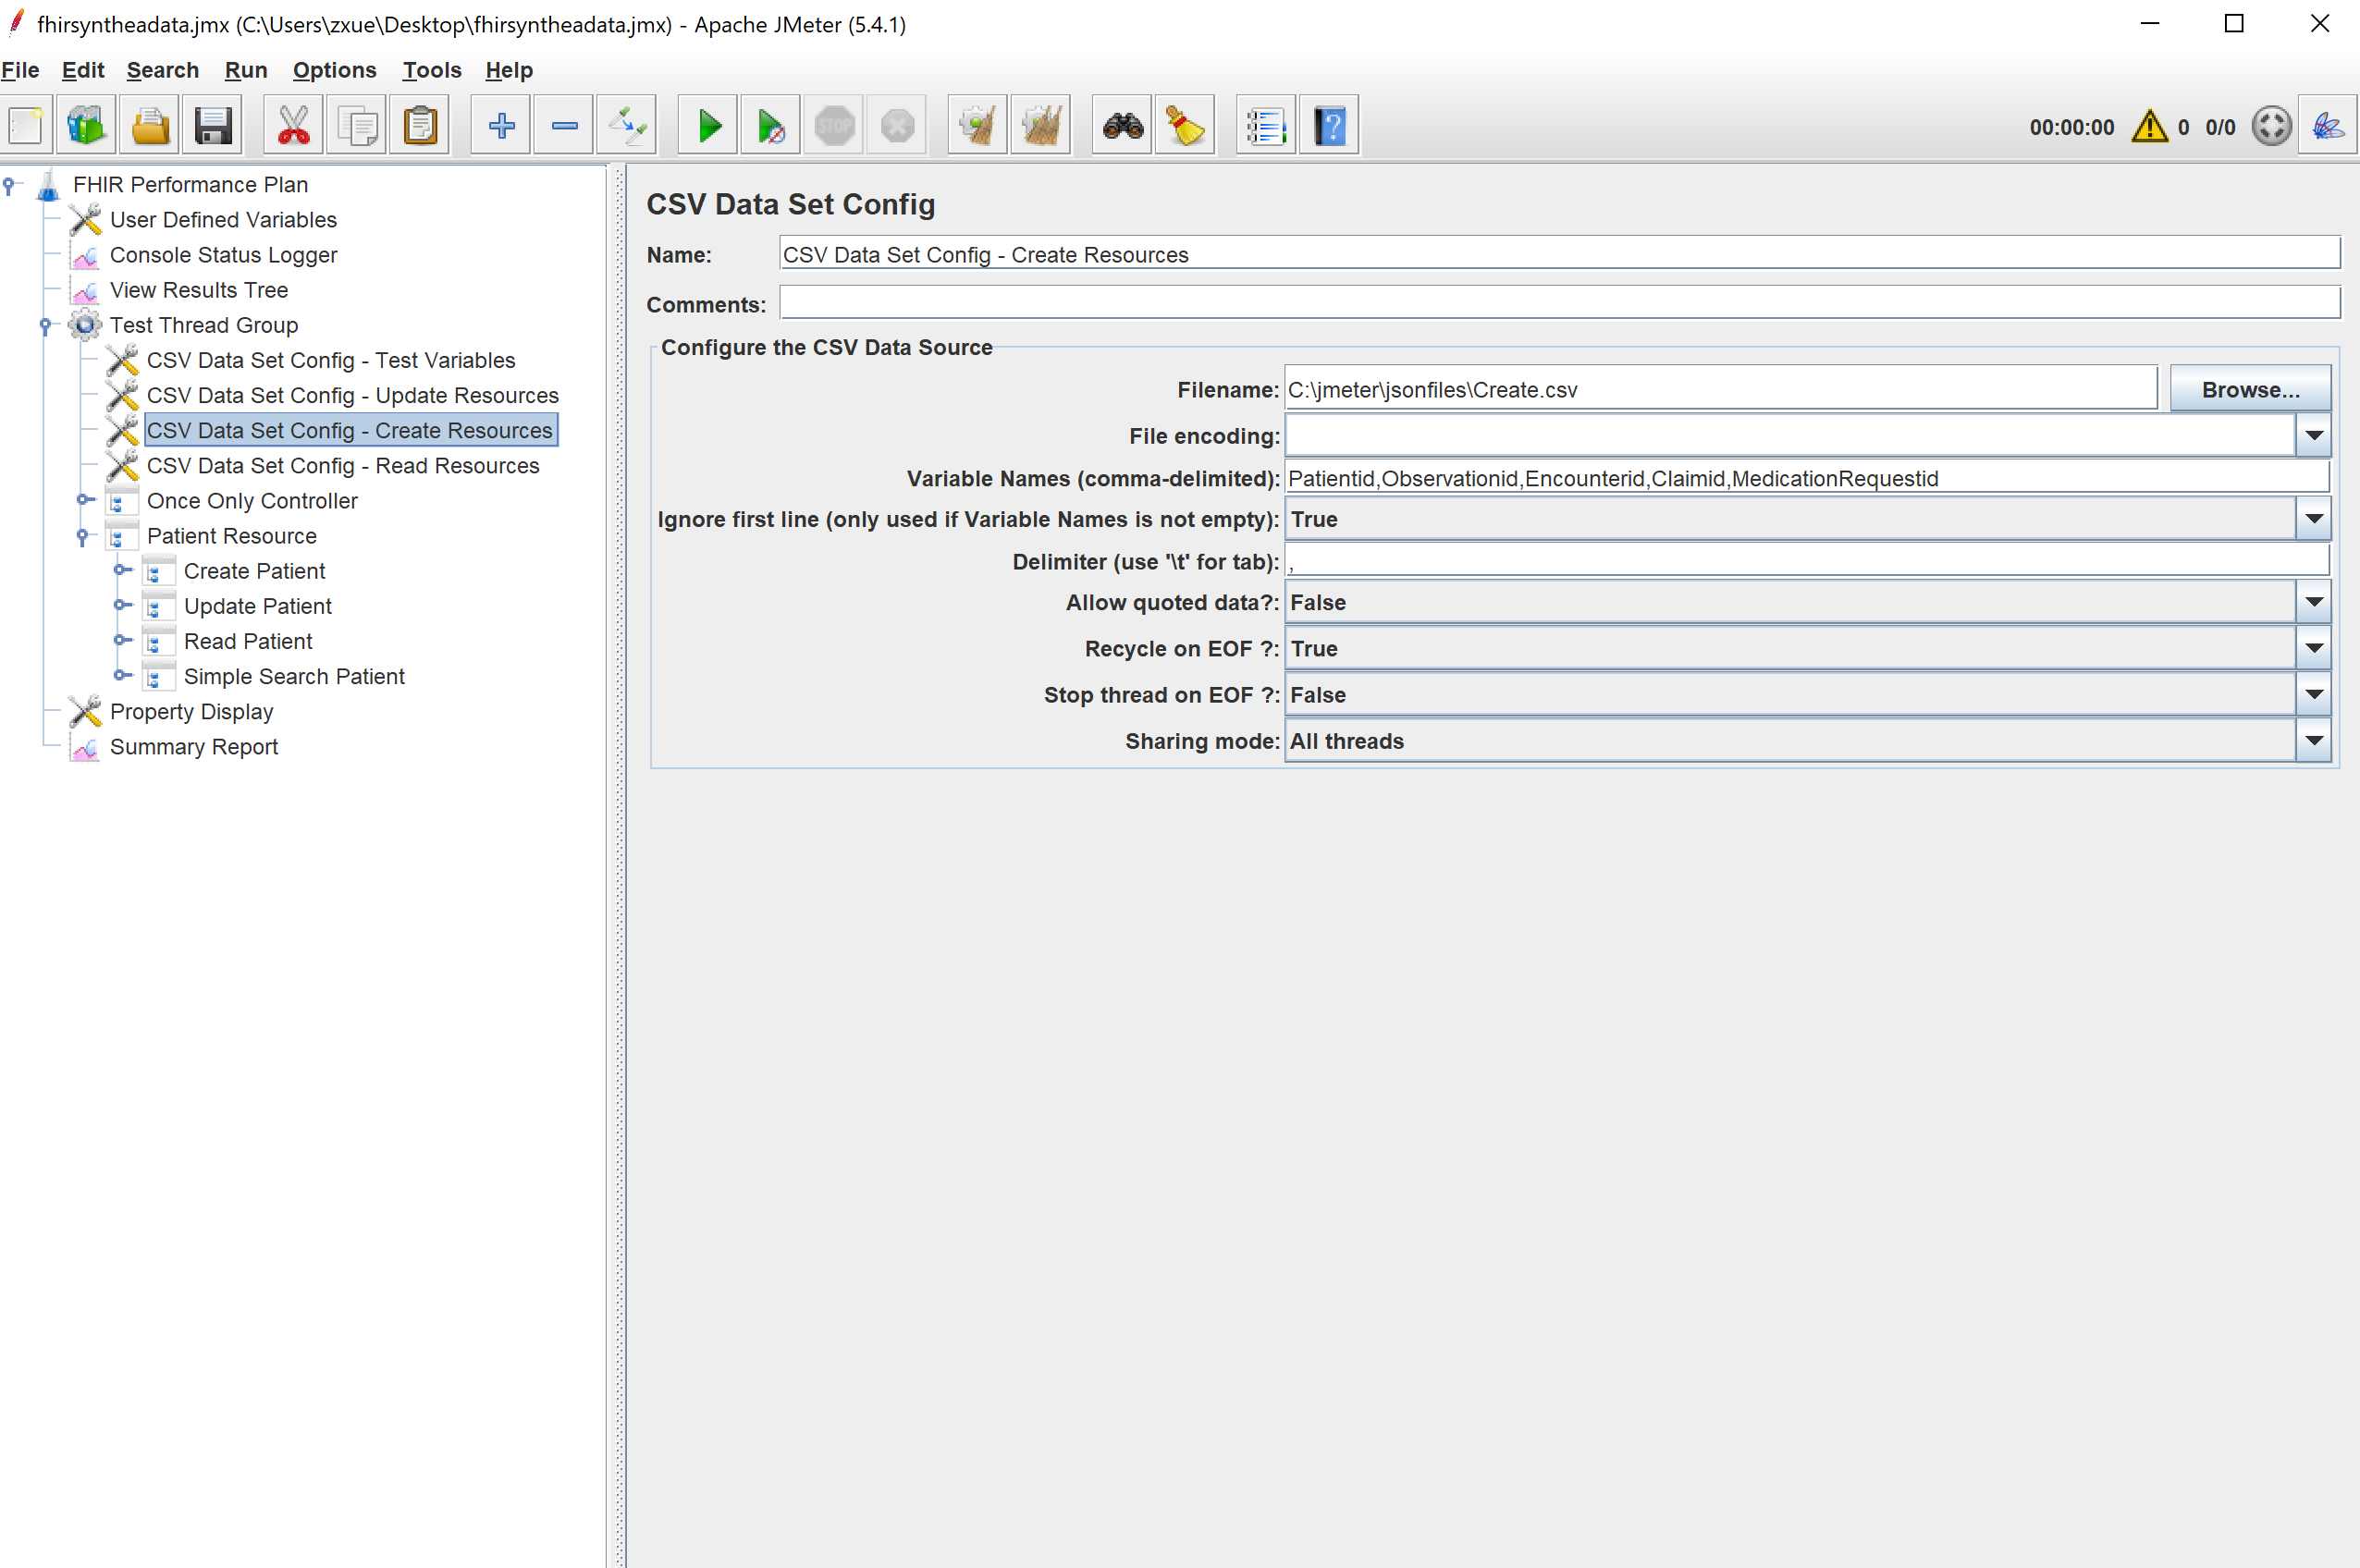 fhirsyntheadata.jmx (C:\Users\zxue\Desktop\fhirsyntheadata.jmx) - Apache JMeter (5.4.1)
File Edit Search Run Options Tools Help
STOP
00:00:00 0 0/0
FHIR Performance Plan
User Defined Variables
Console Status Logger
View Results Tree
Test Thread Group
CSV Data Set Config - Test Variables
CSV Data Set Config - Update Resources
CSV Data Set Config - Create Resources
CSV Data Set Config - Read Resources
Once Only Controller
Patient Resource
Create Patient
Update Patient
Read Patient
Simple Search Patient
Property Display
Summary Report
CSV Data Set Config
Name: CSV Data Set Config - Create Resources
Comments:
Configure the CSV Data Source
Filename: C:\jmeter\jsonfiles\Create.csv Browse...
File encoding:
Variable Names (comma-delimited): Patientid,Observationid,Encounterid,Claimid,MedicationRequestid
Ignore first line (only used if Variable Names is not empty): True
Delimiter (use '\t' for tab): ,
Allow quoted data?: False
Recycle on EOF ?: True
Stop thread on EOF ?: False
Sharing mode: All threads